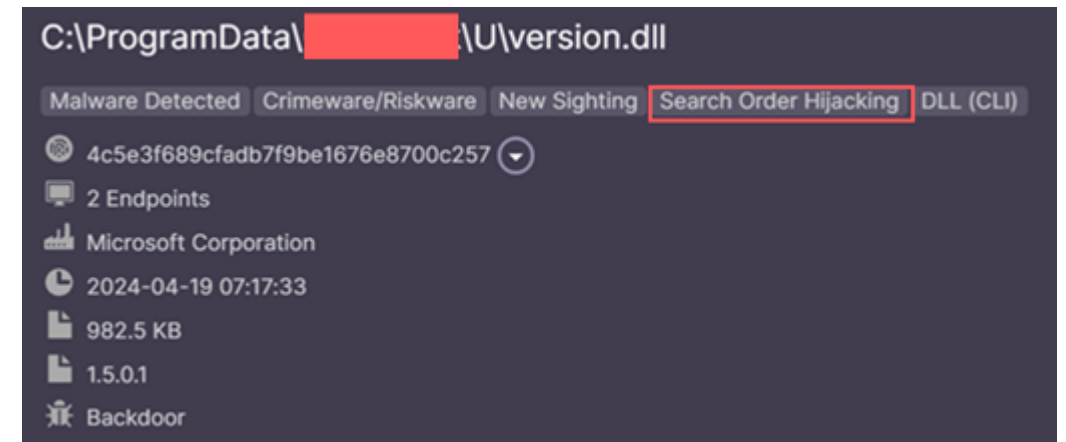 C:\ProgramData\ :\U\version.dll
Malware Detected Crimeware/Riskware New Sighting Search Order Hijacking DLL (CLI)
4c5e3f689cfadb7f9be1676e8700c257
2 Endpoints
Microsoft Corporation
2024-04-19 07:17:33
982.5 KB
1.5.0.1
Backdoor